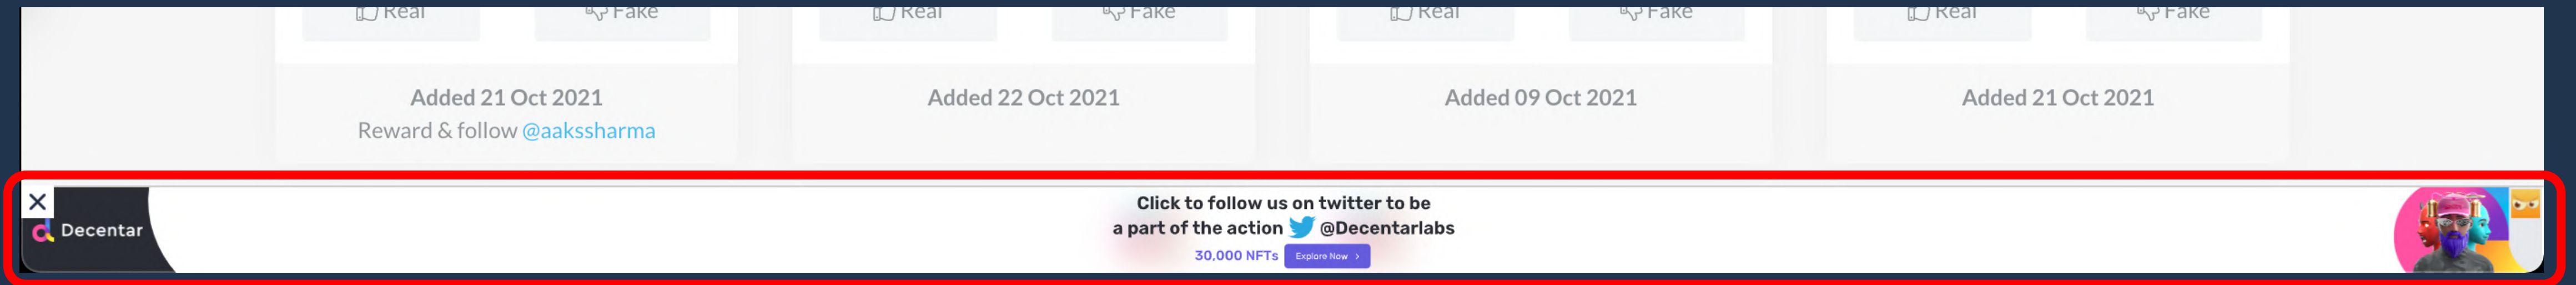 Real Fake Real Fake Real Fake Real Fake
Added 21 Oct 2021 Added 22 Oct 2021 Added 09 Oct 2021 Added 21 Oct 2021
Reward & follow @aakssharma
Click to follow us on twitter to be
Decentar a part of the action @Decentarlabs
30,000 NFTs Explore Now >